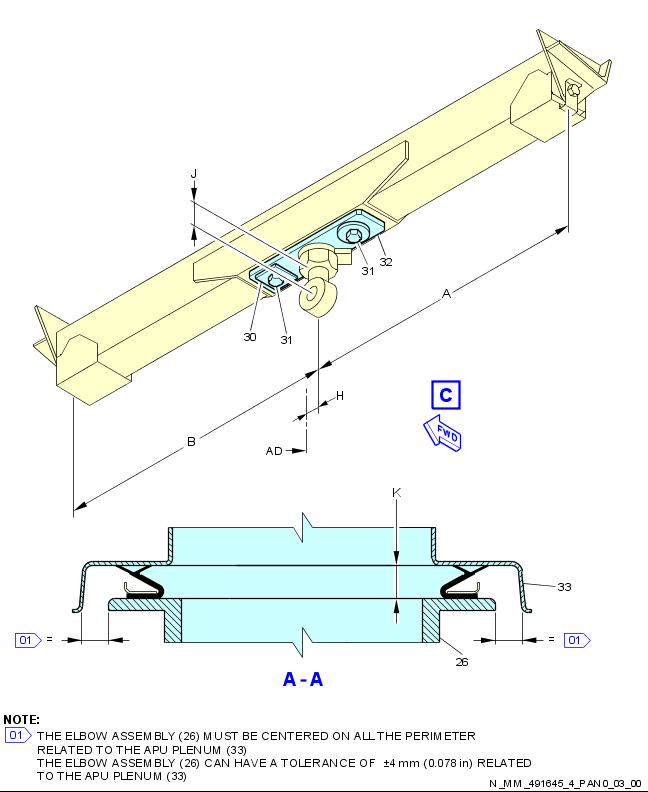 J
31
32
A
30
31
H
C
B
FWD
AD
K
33
01 =
= 01
26
A-A
NOTE:
01 THE ELBOW ASSEMBLY (26) MUST BE CENTERED ON ALL THE PERIMETER
RELATED TO THE APU PLENUM (33)
THE ELBOW ASSEMBLY (26) CAN HAVE A TOLERANCE OF ±4 mm (0.078 in) RELATED
TO THE APU PLENUM (33)
N_MM_491645_4_PAN0_03_00